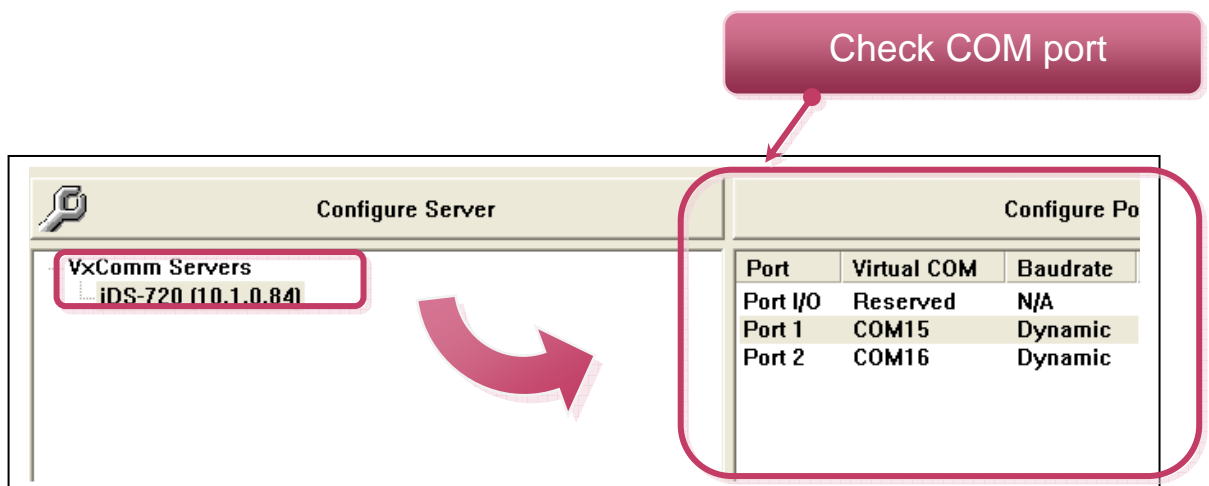 Check COM port
Configure Server
Configure Po
VxComm Servers
iDS-720 (10.1.0.84)
Port Virtual COM Baudrate
Port I/O Reserved N/A
Port 1 COM15 Dynamic
Port 2 COM16 Dynamic